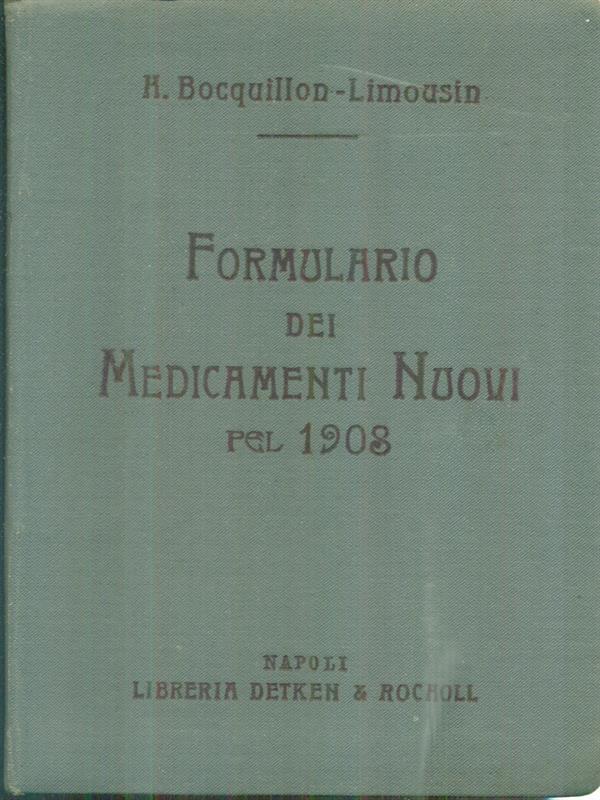 H. Bocquillon-Limousin
FORMULARIO
DEI
MEDICAMENTI NUOVI
PEL 1908
NAPOLI
LIBRERIA DETKEN & ROCHOLL